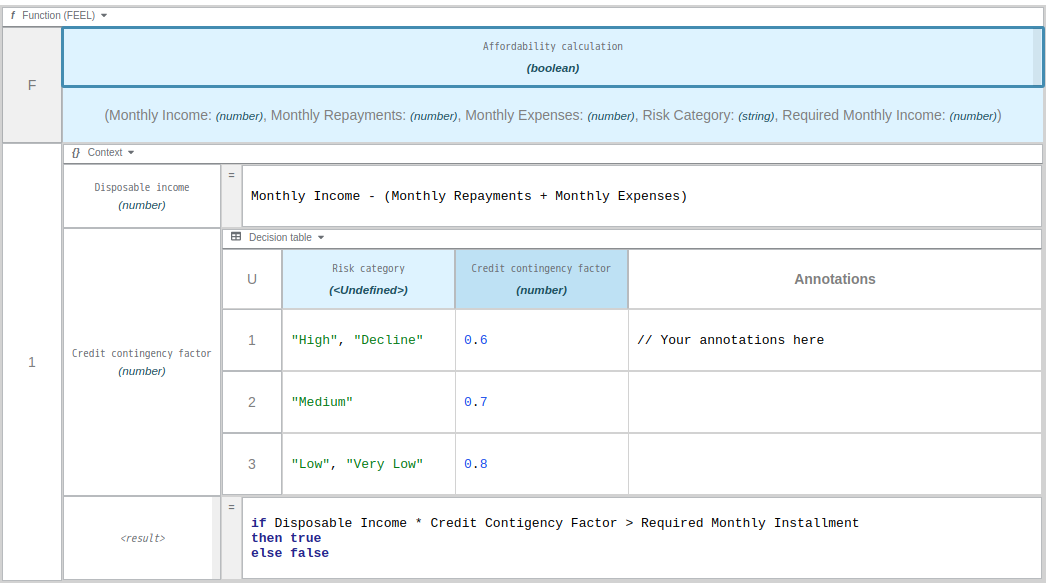 f Function (FEEL)
F
Affordability calculation
(boolean)
(Monthly Income: (number), Monthly Repayments: (number), Monthly Expenses: (number), Risk Category: (string), Required Monthly Income: (number))
1
{} Context
Disposable income
(number)
=
Monthly Income - (Monthly Repayments + Monthly Expenses)
Credit contingency factor
(number)
Decision table
U
Risk category
(<Undefined>)
Credit contingency factor
(number)
Annotations
1 "High", "Decline" 0.6 // Your annotations here
2 "Medium" 0.7
3 "Low", "Very Low" 0.8
<result>
=
if Disposable Income * Credit Contigency Factor > Required Monthly Installment
then true
else false